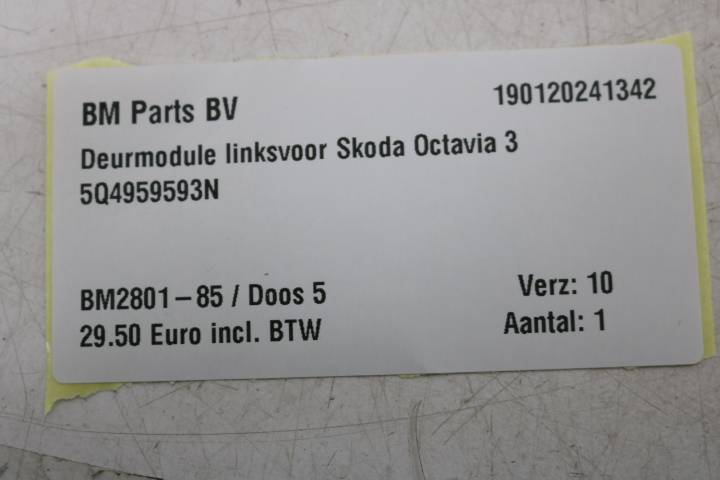 BM Parts BV 190120241342
Deurmodule linksvoor Skoda Octavia 3
5Q4959593N
BM2801-85 / Doos 5 Verz: 10
29.50 Euro incl. BTW Aantal: 1